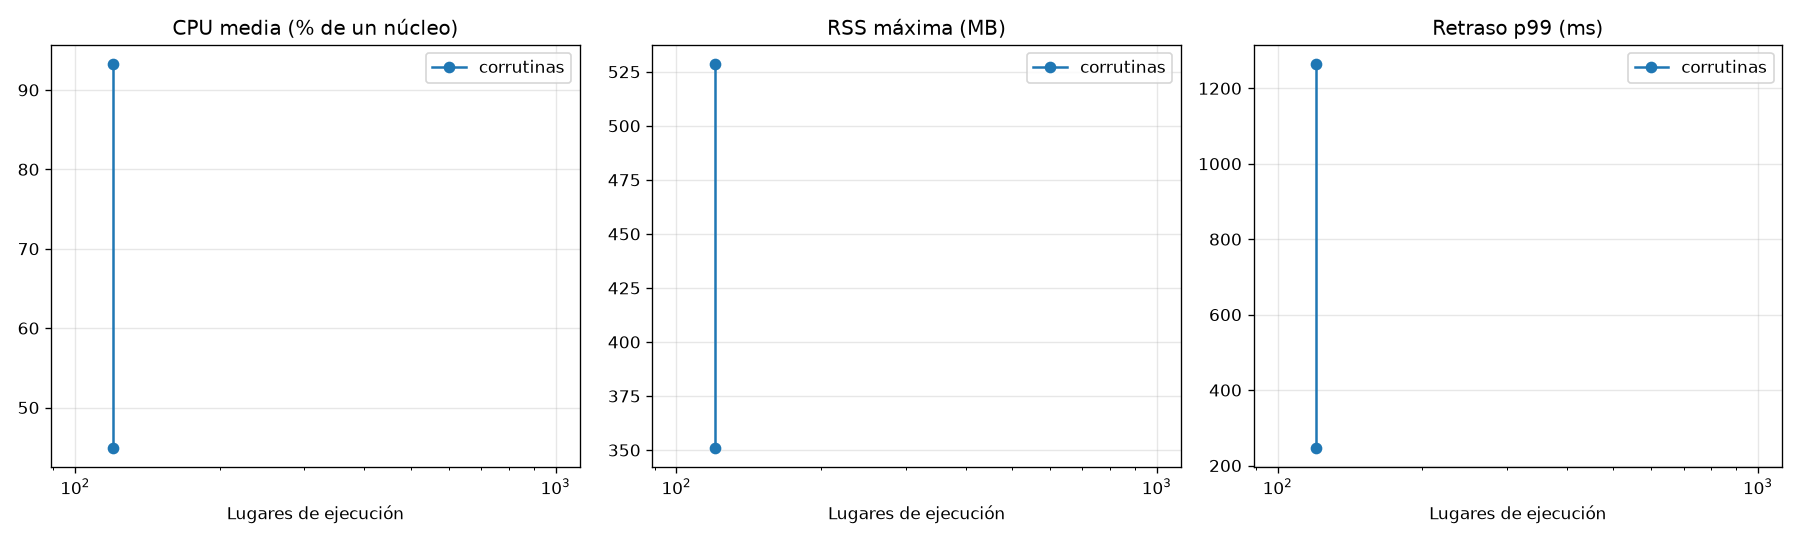 CPU media (% de un núcleo)
corrutinas
90
80
70
60
50
10²
10³
Lugares de ejecución
RSS máxima (MB)
corrutinas
525
500
475
450
425
400
375
350
10²
10³
Lugares de ejecución
Retraso p99 (ms)
corrutinas
1200
1000
800
600
400
200
10²
10³
Lugares de ejecución